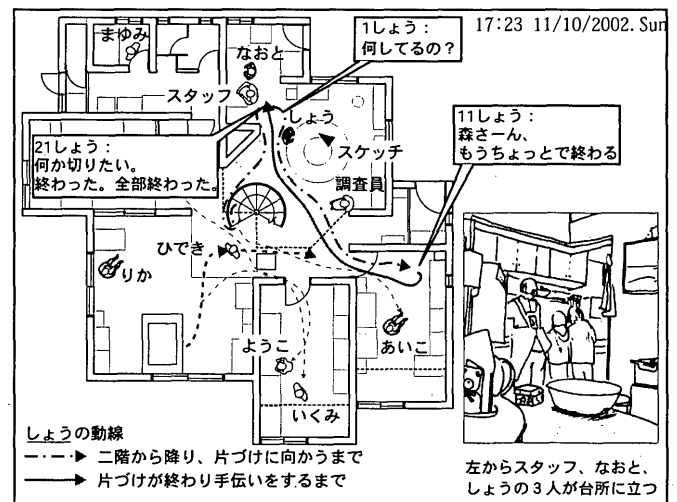 17:23 11/10/2002. Sun
1しょう：
何してるの？
まゆみ
なおと
スタッフ
しょう
11しょう：
森さーん、
もうちょっとで終わる
スケッチ
21しょう：
何か切りたい。
終わった。全部終わった。
調査員
ひでき
りか
あいこ
ようこ
いくみ
しょうの動線
二階から降り、片づけに向かうまで
片づけが終わり手伝いをするまで
左からスタッフ、なおと、
しょうの3人が台所に立つ